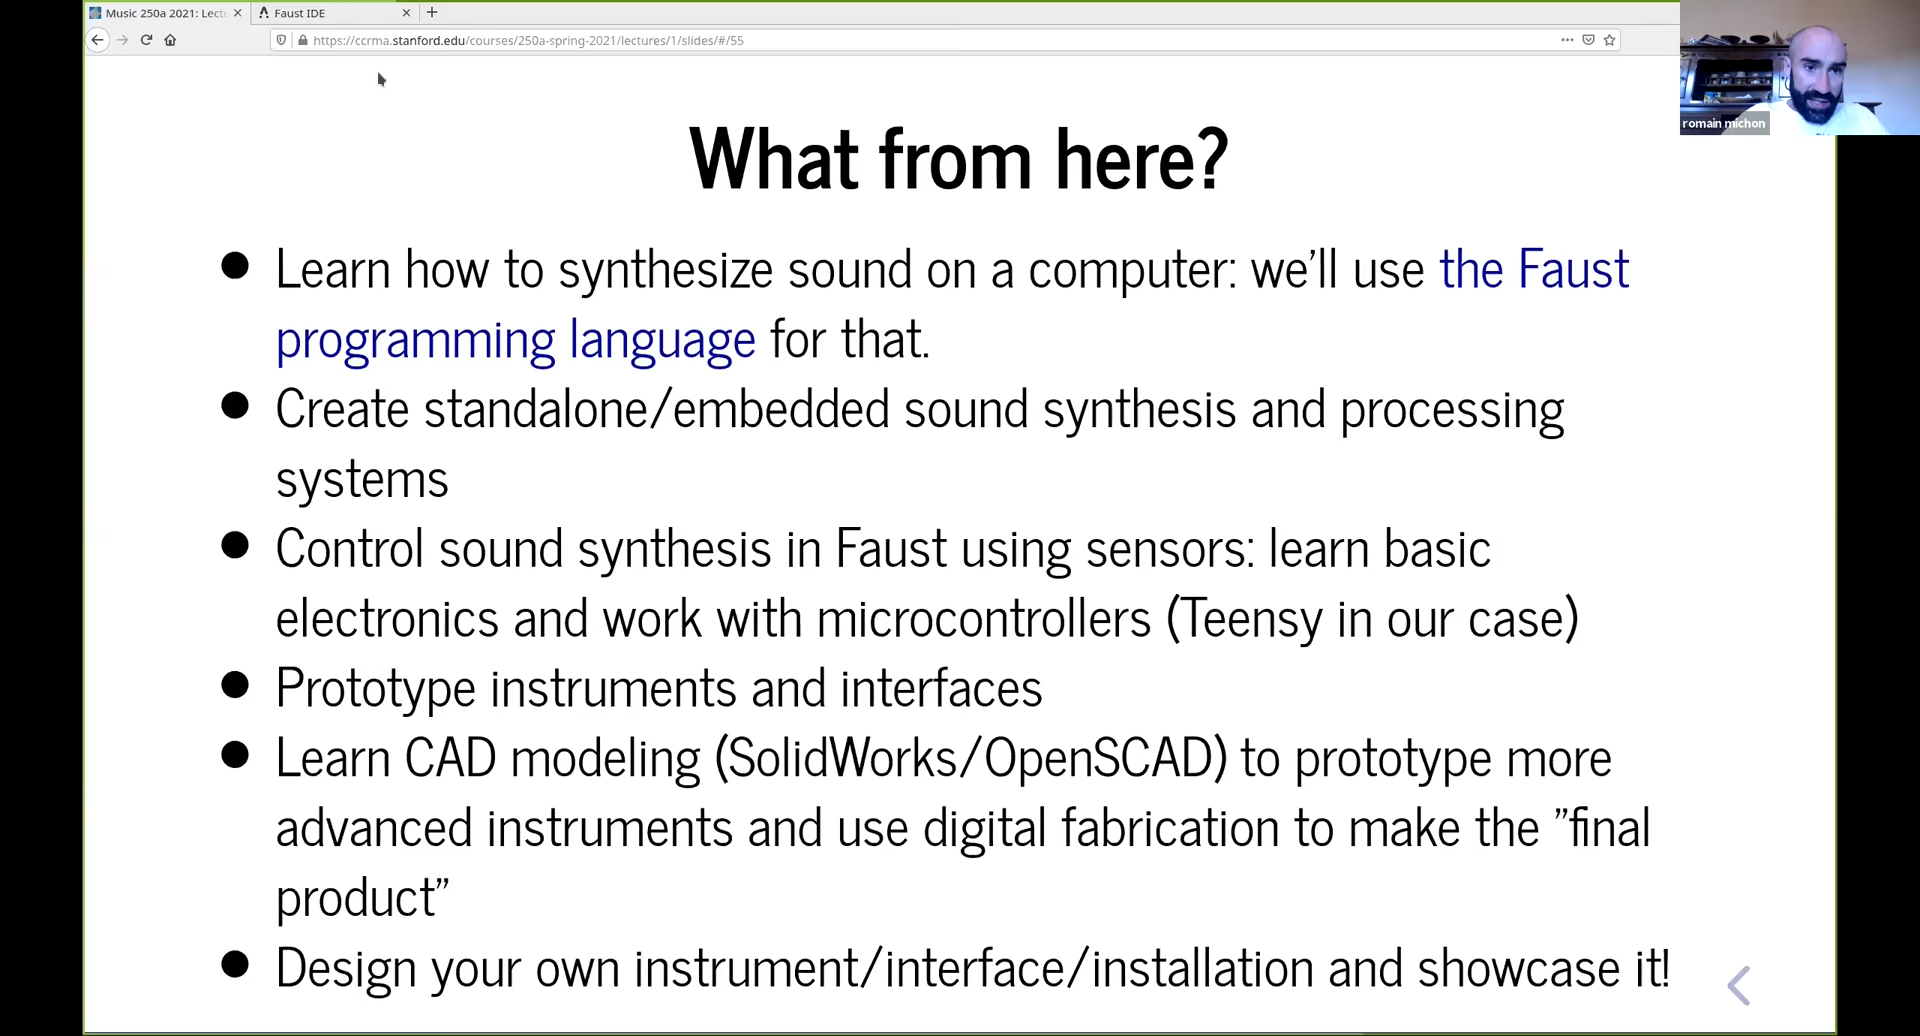 Music 250a 2021: Lectu
Faust IDE
https://ccrma.stanford.edu/courses/250a-spring-2021/lectures/1/slides/#/55
romain michon
What from here?
Learn how to synthesize sound on a computer: we'll use the Faust
programming language for that.
Create standalone/embedded sound synthesis and processing
systems
Control sound synthesis in Faust using sensors: learn basic
electronics and work with microcontrollers (Teensy in our case)
Prototype instruments and interfaces
Learn CAD modeling (SolidWorks/OpenSCAD) to prototype more
advanced instruments and use digital fabrication to make the ”final
product”
Design your own instrument/interface/installation and showcase it!